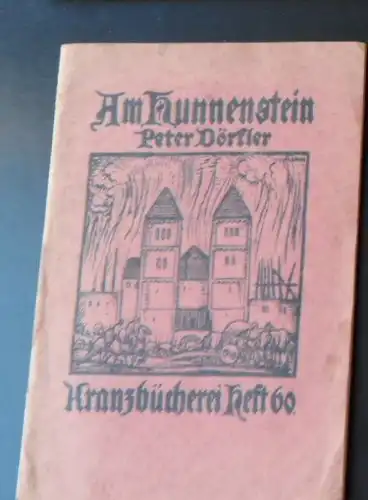 Am Hunnenstein
Peter Dörfler
Kranzbücherei Heft 60